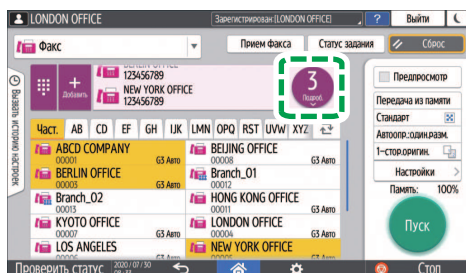 LONDON OFFICE
Зарегистрирован:[LONDON OFFICE]
?
Выйти
Факс
Прием факса
Статус задания
Сброс
Вызвать историю настроек
Добавить
BERLIN OFFICE
123456789
NEW YORK OFFICE
123456789
3
Подроб.
Предпросмотр
Передача из памяти
Стандарт
Автоопр.:один.разм.
1-стор.оригин.
Настройки
Память: 100%
Пуск
Част. AB CD EF GH IJK LMN OPQ RST UVW XYZ
ABCD COMPANY
00001 G3 Авто
BEIJING OFFICE
00008 G3 Авто
BERLIN OFFICE
00003 G3 Авто
Branch_01
00012
Branch_02
00013
HONG KONG OFFICE
00011 G3 Авто
KYOTO OFFICE
00007 G3 Авто
LONDON OFFICE
00004 G3 Авто
LOS ANGELES
NEW YORK OFFICE
Проверить статус
2020/07/30
Стоп